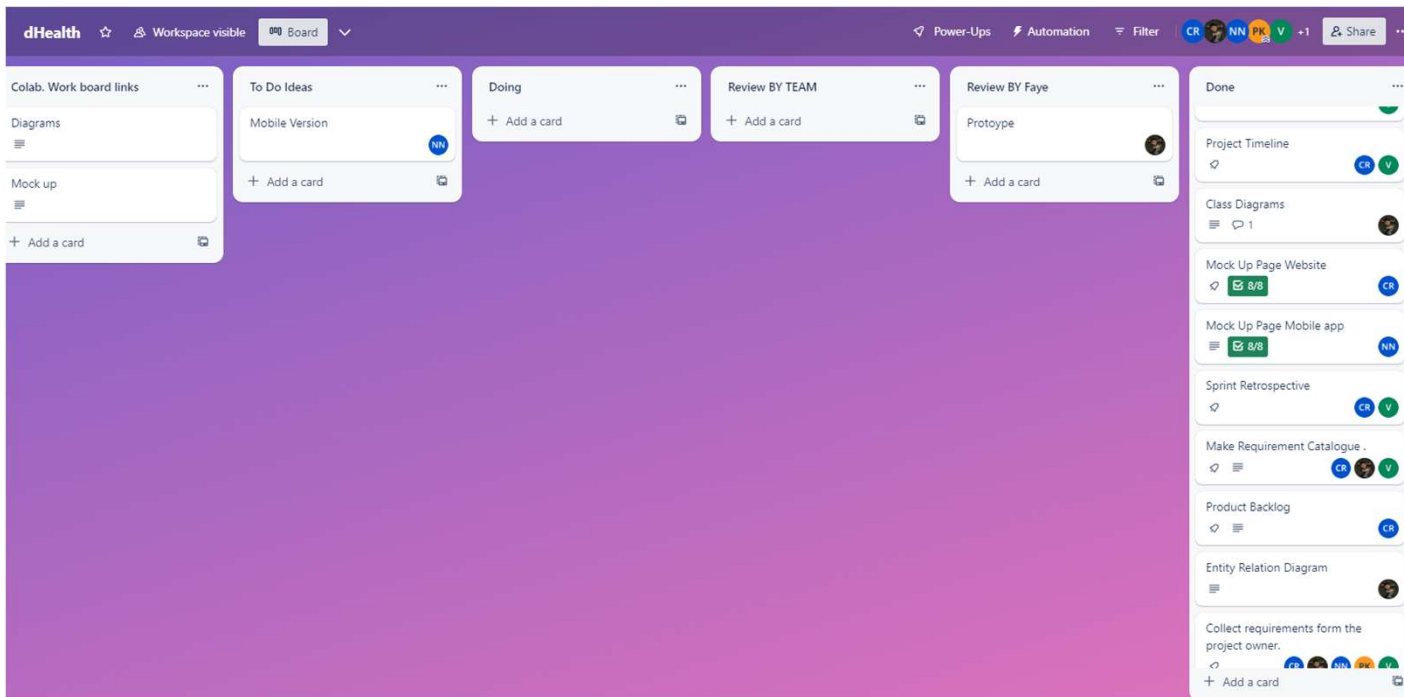 dHealth
Workspace visible
Board
Power-Ups
Automation
Filter
CR
NN
PK
V
+1
Share
Colab. Work board links
Diagrams
Mock up
+ Add a card
To Do Ideas
Mobile Version
NN
+ Add a card
Doing
+ Add a card
Review BY TEAM
+ Add a card
Review BY Faye
Protoype
+ Add a card
Done
Project Timeline
CR V
Class Diagrams
1
Mock Up Page Website
8/8
CR
Mock Up Page Mobile app
8/8
NN
Sprint Retrospective
CR V
Make Requirement Catalogue .
CR V
Product Backlog
CR
Entity Relation Diagram
Collect requirements form the
project owner.
CR NN PK V
+ Add a card